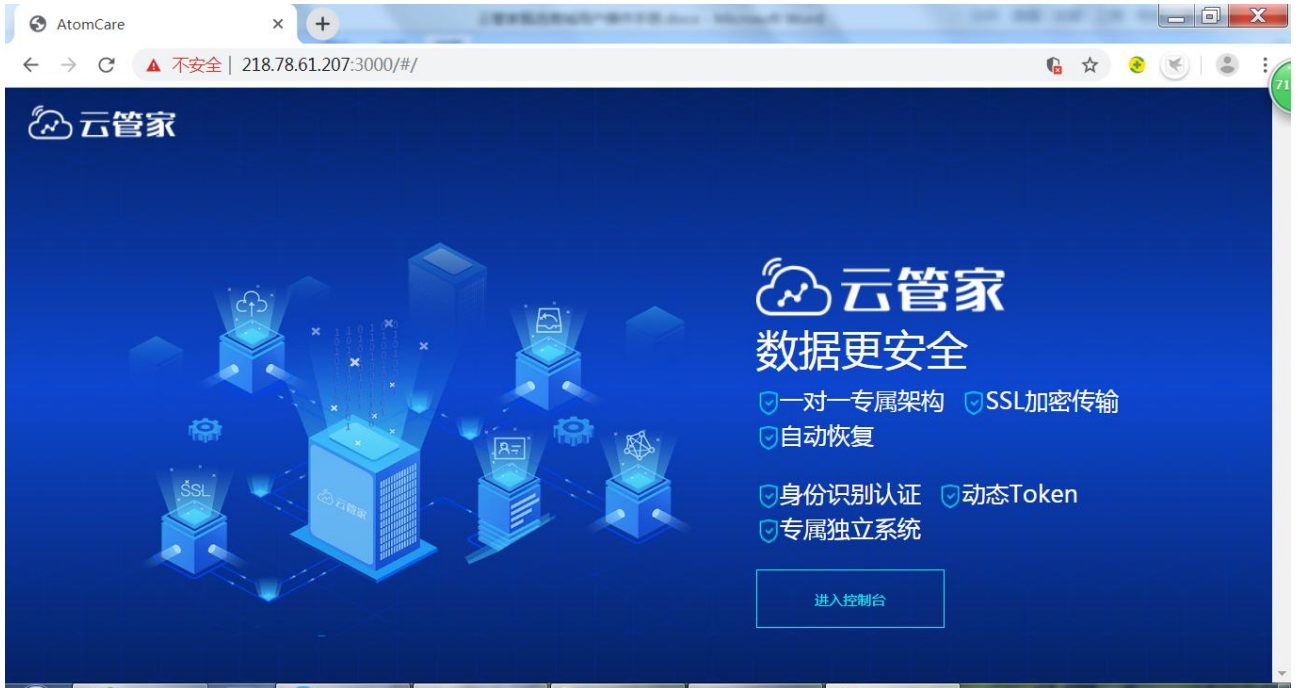 AtomCare
不安全 | 218.78.61.207:3000/#/
71
云管家
云管家
数据更安全
一对一专属架构 SSL加密传输
自动恢复
身份识别认证 动态Token
专属独立系统
进入控制台
SSL
云管家